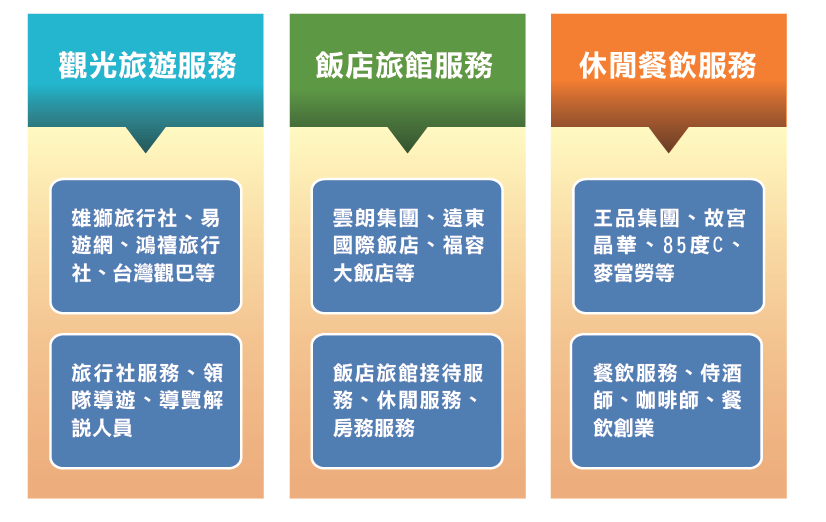 觀光旅遊服務
雄獅旅行社、易
遊網、鴻禧旅行
社、台灣觀巴等
旅行社服務、領
隊導遊、導覽解
說人員
飯店旅館服務
雲朗集團、遠東
國際飯店、福容
大飯店等
飯店旅館接待服
務、休閒服務、
房務服務
休閒餐飲服務
王品集團、故宮
晶華、85度C、
麥當勞等
餐飲服務、侍酒
師、咖啡師、餐
飲創業